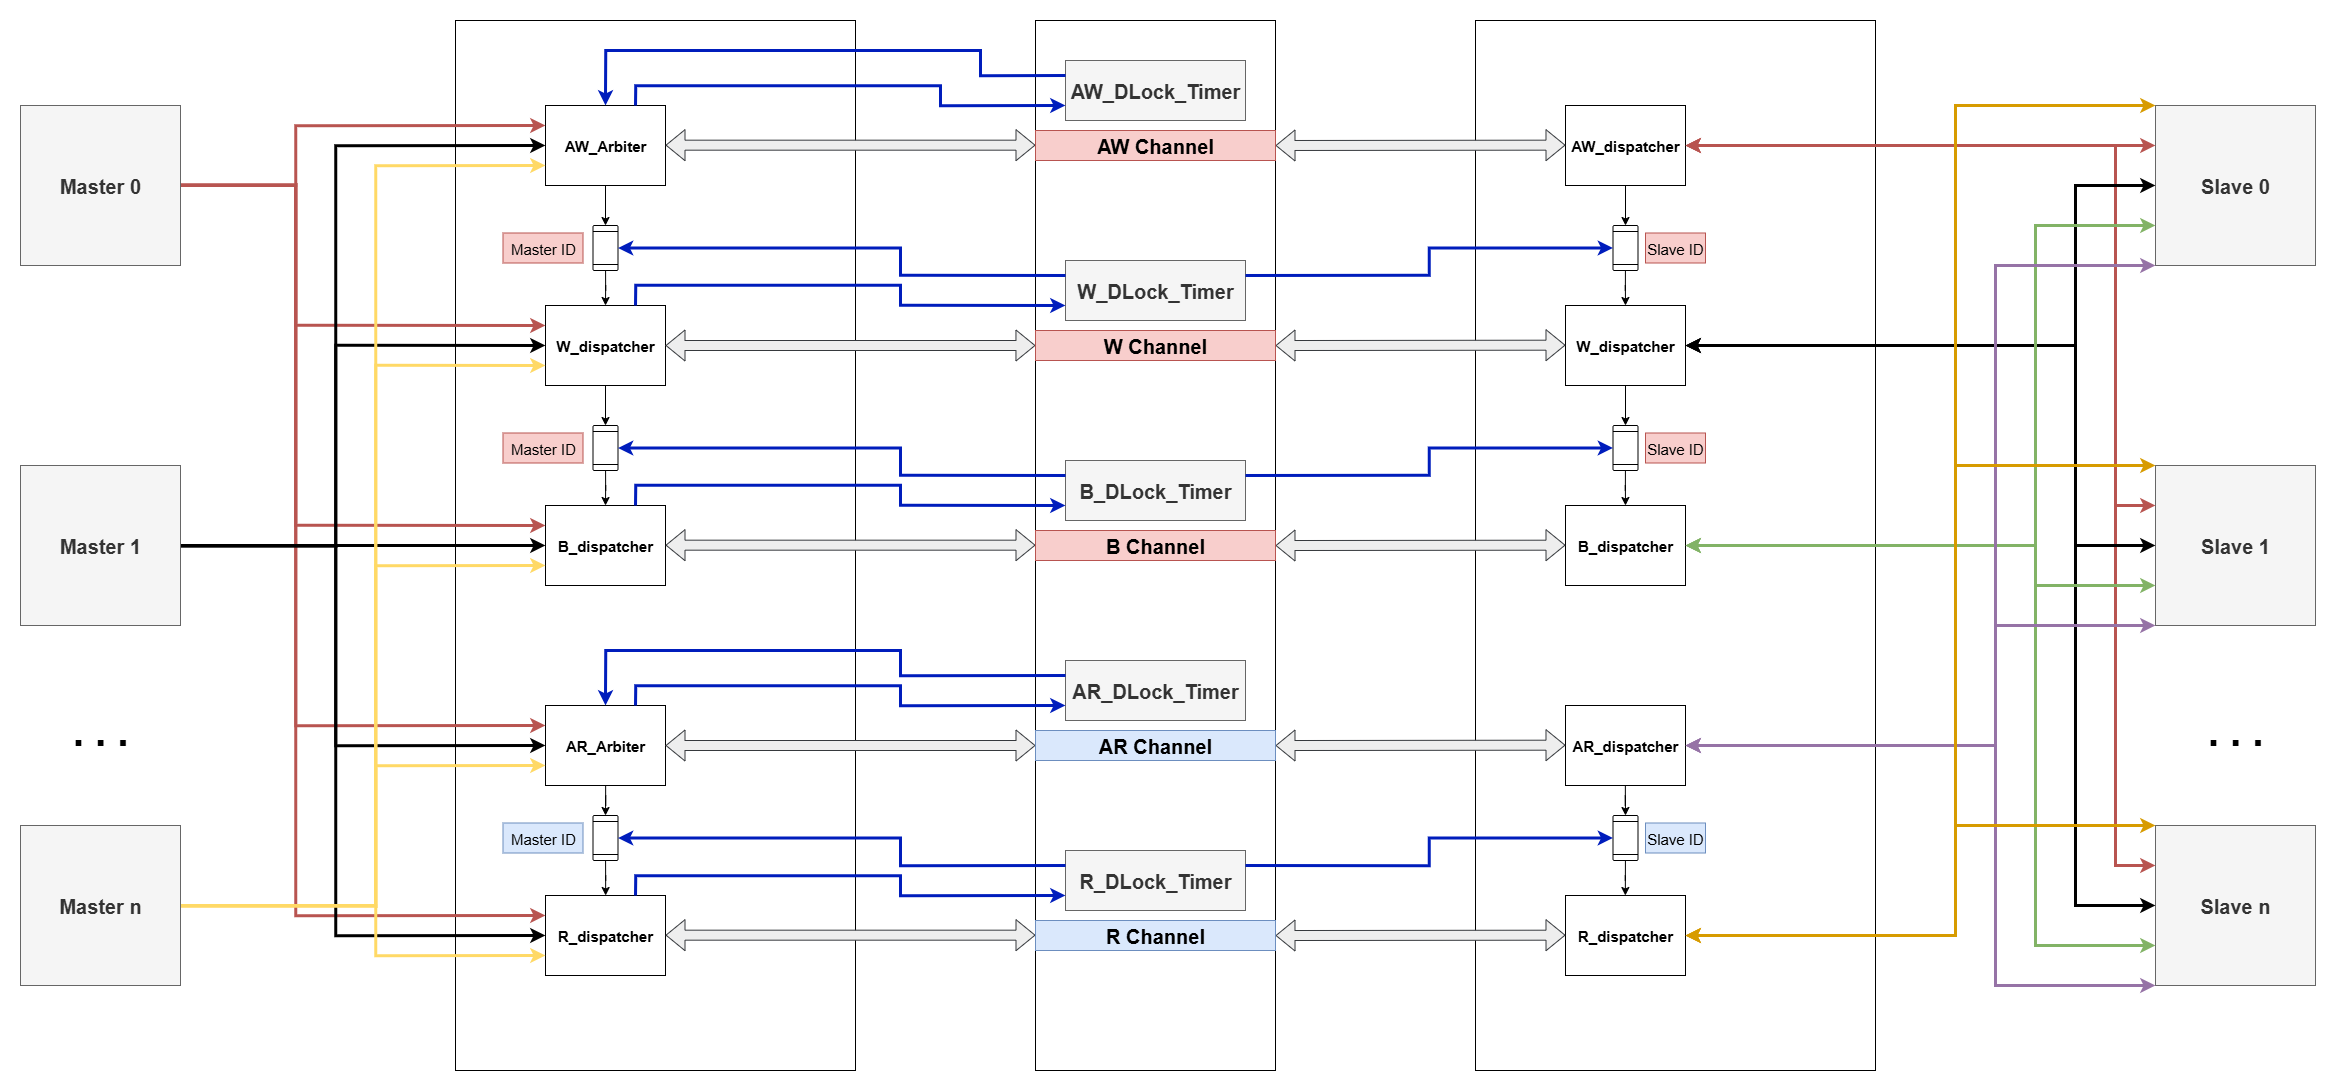 AW_DLock_Timer
Master 0
AW_Arbiter
AW Channel
AW_dispatcher
Slave 0
Master ID
W_DLock_Timer
Slave ID
W_dispatcher
W Channel
W_dispatcher
Master ID
B_DLock_Timer
Slave ID
Master 1
B_dispatcher
B Channel
B_dispatcher
Slave 1
AR_DLock_Timer
. . .
AR_Arbiter
AR Channel
AR_dispatcher
. . .
Master ID
R_DLock_Timer
Slave ID
Master n
R_dispatcher
R Channel
R_dispatcher
Slave n